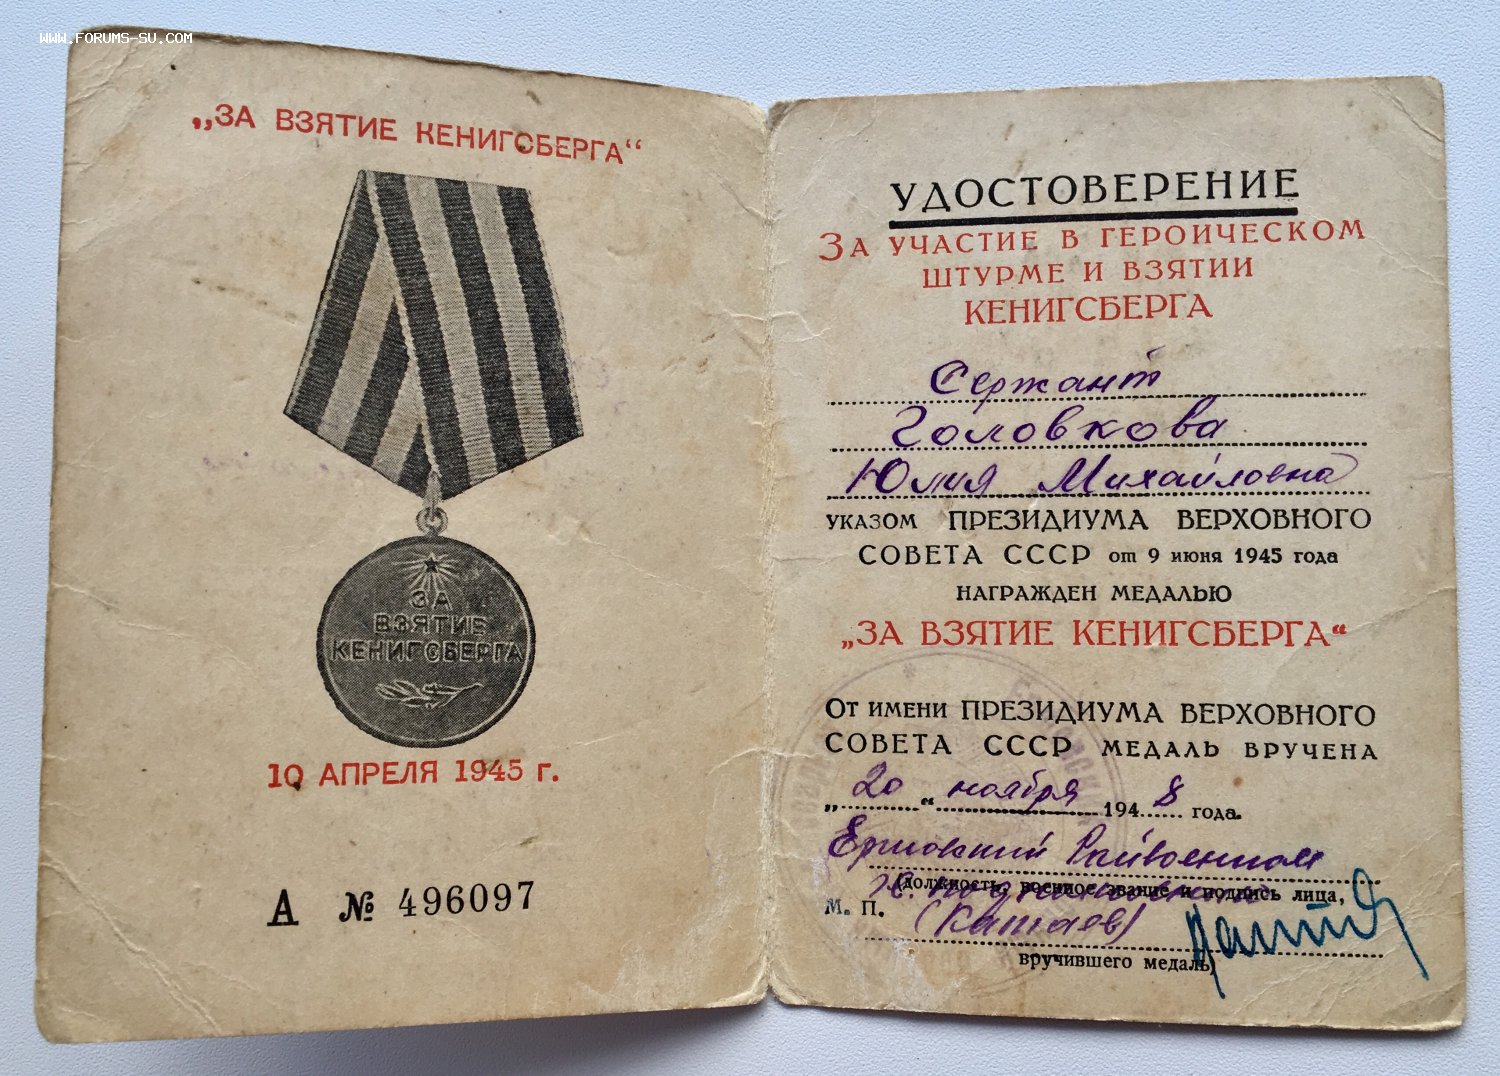 WWW.FORUMS-SU.COM
„ЗА ВЗЯТИЕ КЕНИГСБЕРГА“
ЗА
ВЗЯТИЕ
КЕНИГСБЕРГА
10 АПРЕЛЯ 1945 г.
А № 496097
УДОСТОВЕРЕНИЕ
ЗА УЧАСТИЕ В ГЕРОИЧЕСКОМ
ШТУРМЕ И ВЗЯТИИ
КЕНИГСБЕРГА
Сержант
Головкова
Юлия Михайловна
УКАЗОМ ПРЕЗИДИУМА ВЕРХОВНОГО
СОВЕТА СССР от 9 июня 1945 года
НАГРАЖДЕН МЕДАЛЬЮ
„ЗА ВЗЯТИЕ КЕНИГСБЕРГА“
ОТ ИМЕНИ ПРЕЗИДИУМА ВЕРХОВНОГО
СОВЕТА СССР МЕДАЛЬ ВРУЧЕНА
„20“ ноября 1948 года.
Ершовский Райвоенком
(должность, военное звание и подпись лица,
М. П.
вручившего медаль)